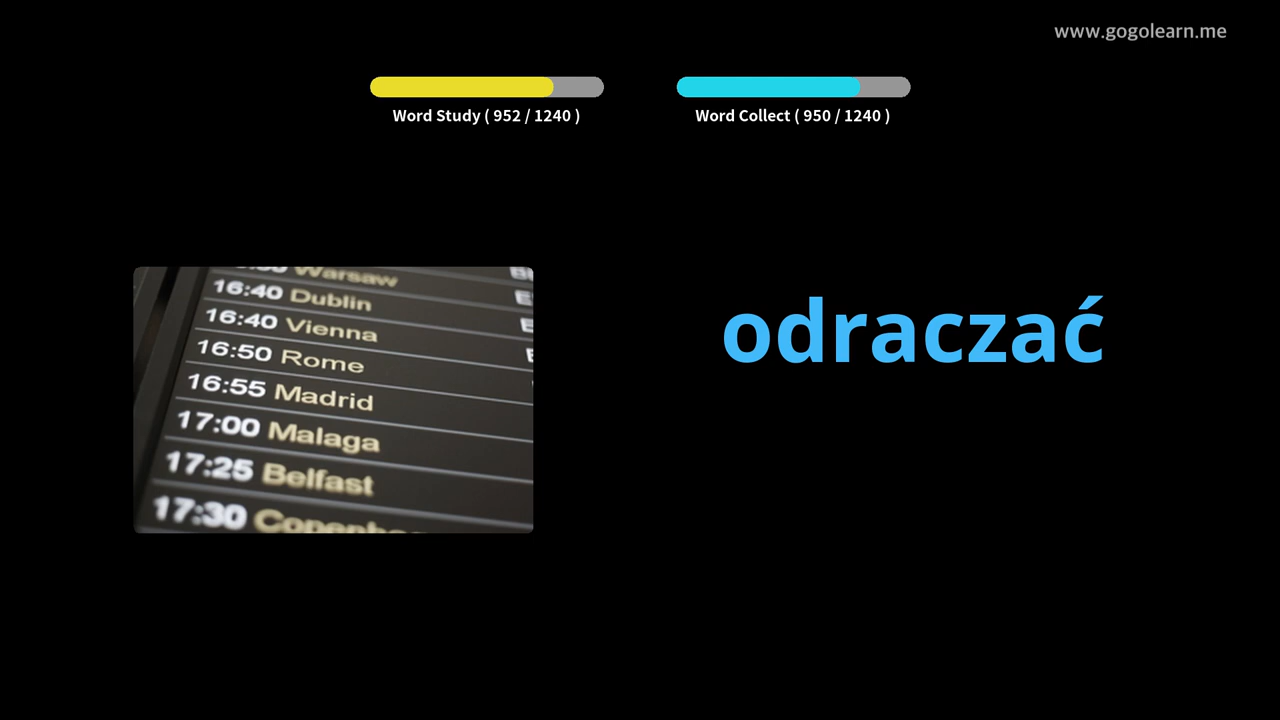 www.gogolearn.me
Word Study ( 952 / 1240 )
Word Collect ( 950 / 1240 )
Warsaw
16:40 Dublin
16:40 Vienna
16:50 Rome
16:55 Madrid
17:00 Malaga
17:25 Belfast
17:30
odraczać